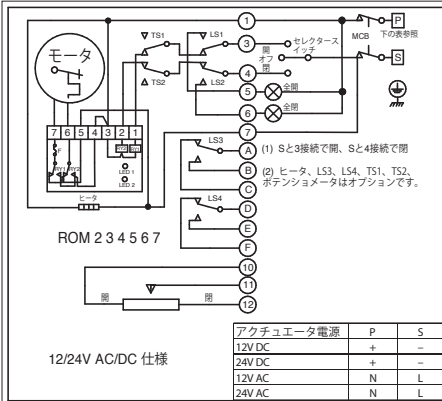 モータ
TS1
TS2
LS1
LS2
1
3
4
5
6
7
開
オフ
閉
セレクタース
イッチ
MCB
P
下の表参照
S
全開
全閉
7 6 5 4 3 2 1
F
RY1
RY2
RY2
RY1
LED 1
LED 2
ヒータ
LS3
A
B
C
LS4
D
E
F
(1) Sと3接続で開、Sと4接続で閉
(2) ヒータ、LS3、LS4、TS1、TS2、
ポテンショメータはオプションです。
ROM 2 3 4 5 6 7
10
11
12
開
閉
12/24V AC/DC 仕様
アクチュエータ電源 P S
12V DC + −
24V DC + −
12V AC N L
24V AC N L